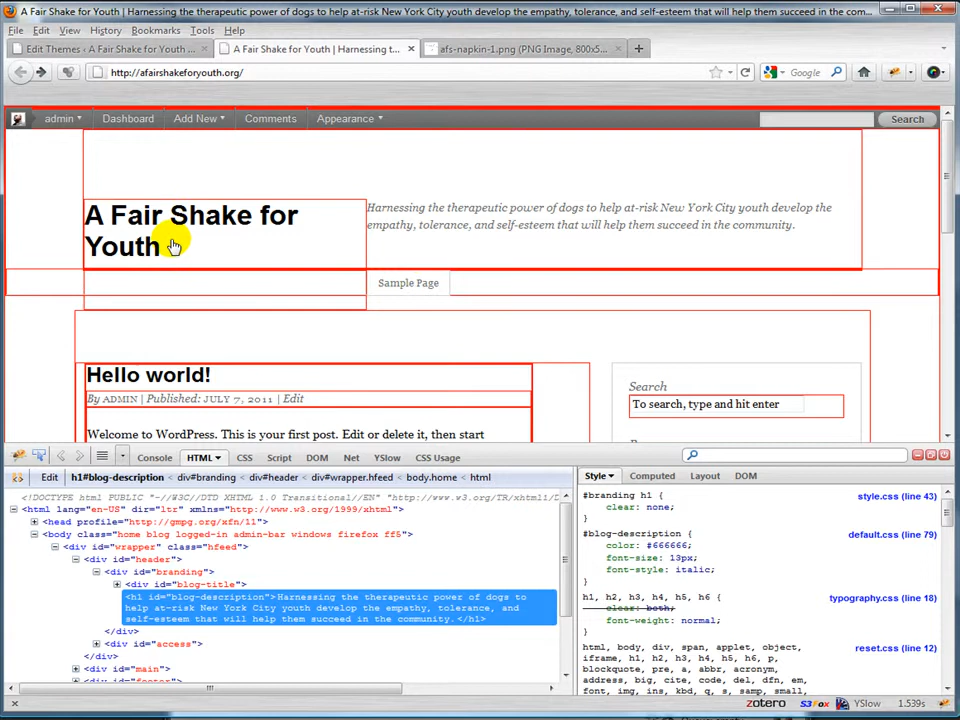 A Fair Shake for Youth | Harnessing the therapeutic power of dogs to help at-risk New York City youth develop the empathy, tolerance, and self-esteem that will help them succeed in the com...
File Edit View History Bookmarks Tools Help
Edit Themes ‹ A Fair Shake for Youth ...
A Fair Shake for Youth | Harnessing t...
afs-napkin-1.png (PNG Image, 800x5...
http://afairshakeforyouth.org/
Google
admin Dashboard Add New Comments Appearance Search
A Fair Shake for
Youth
Harnessing the therapeutic power of dogs to help at-risk New York City youth develop the
empathy, tolerance, and self-esteem that will help them succeed in the community.
Sample Page
Hello world!
By ADMIN | Published: JULY 7, 2011 | Edit
Welcome to WordPress. This is your first post. Edit or delete it, then start
Search
To search, type and hit enter
Console HTML CSS Script DOM Net YSlow CSS Usage
Edit h1#blog-description < div#branding < div#header < div#wrapper.hfeed < body.home < html
<!DOCTYPE html PUBLIC "-//W3C//DTD XHTML 1.0 Transitional//EN" "http://www.w3.org/TR/xhtml1/D
<html lang="en-US" dir="ltr" xmlns="http://www.w3.org/1999/xhtml">
<head profile="http://gmpg.org/xfn/11">
<body class="home blog logged-in admin-bar windows firefox ff5">
<div id="wrapper" class="hfeed">
<div id="header">
<div id="branding">
<div id="blog-title">
<h1 id="blog-description">Harnessing the therapeutic power of dogs to
help at-risk New York City youth develop the empathy, tolerance, and
self-esteem that will help them succeed in the community.</h1>
</div>
<div id="access">
</div>
<div id="main">
<div id="footer">
Style Computed Layout DOM
#branding h1 { style.css (line 43)
clear: none;
}
#blog-description { default.css (line 79)
color: #666666;
font-size: 13px;
font-style: italic;
}
h1, h2, h3, h4, h5, h6 { typography.css (line 18)
clear: both;
font-weight: normal;
}
html, body, div, span, applet, object, reset.css (line 12)
iframe, h1, h2, h3, h4, h5, h6, p,
blockquote, pre, a, abbr, acronym,
address, big, cite, code, del, dfn, em,
font, img, ins, kbd, q, s, samp, small,
zotero S3Fox YSlow 1.539s